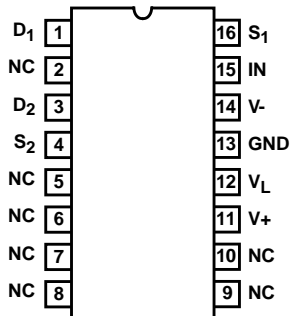 D1 1 16 S1
NC 2 15 IN
D2 3 14 V-
S2 4 13 GND
NC 5 12 VL
NC 6 11 V+
NC 7 10 NC
NC 8 9 NC